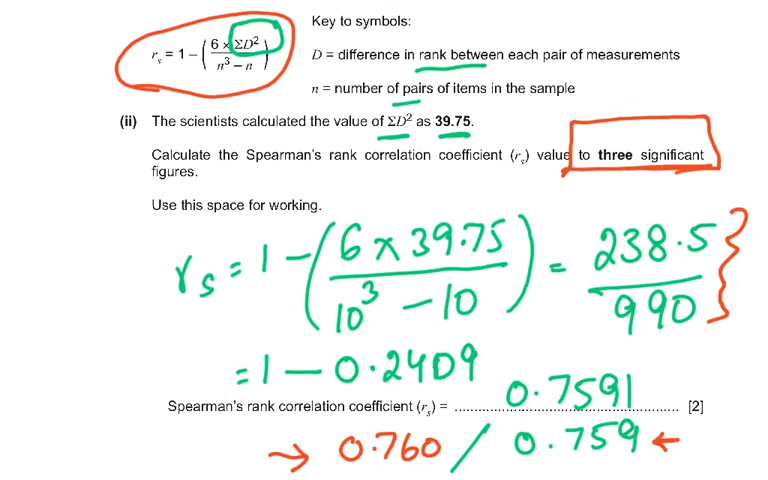 Key to symbols:
r_s = 1 − (6 × ΣD² / n³ − n)
D = difference in rank between each pair of measurements
n = number of pairs of items in the sample
(ii) The scientists calculated the value of ΣD² as 39.75.
Calculate the Spearman's rank correlation coefficient (r_s) value to three significant
figures.
Use this space for working.
r_s = 1 − (6 × 39.75 / 10³ − 10) = 238.5 / 990 }
= 1 − 0.2409
Spearman's rank correlation coefficient (r_s) = 0.7591 [2]
→ 0.760 / 0.759 ←